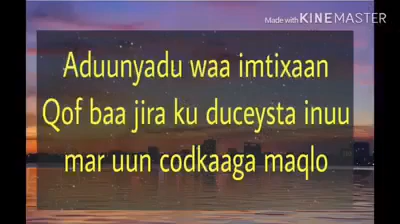 Made with KINEMASTER
Aduunyadu waa imtixaan
Qof baa jira ku duceysta inuu
mar uun codkaaga maqlo